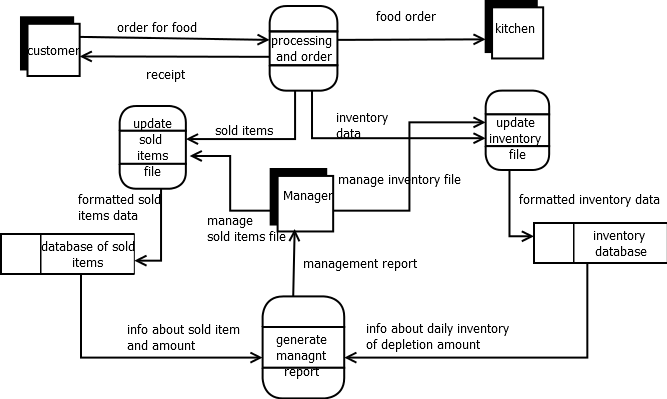 order for food
food order
customer
processing
and order
kitchen
receipt
update
sold
items
file
sold items
inventory
data
update
inventory
file
formatted sold
items data
Manager
manage inventory file
formatted inventory data
manage
sold items file
database of sold
items
inventory
database
management report
info about sold item
and amount
generate
managnt
report
info about daily inventory
of depletion amount